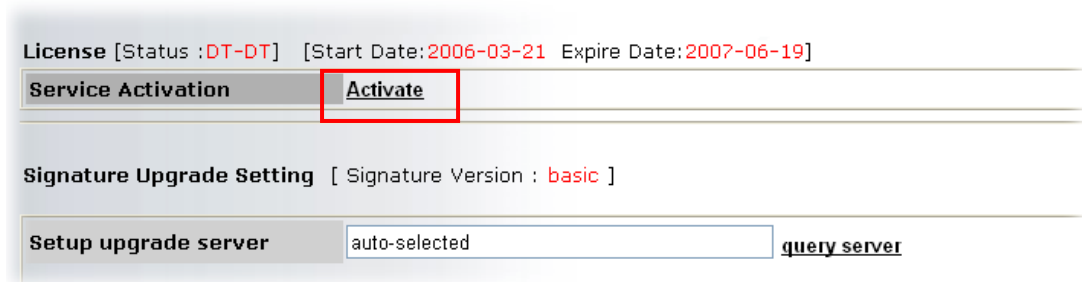 License [Status :DT-DT] [Start Date:2006-03-21 Expire Date:2007-06-19]
Service Activation Activate
Signature Upgrade Setting [ Signature Version : basic ]
Setup upgrade server auto-selected query server